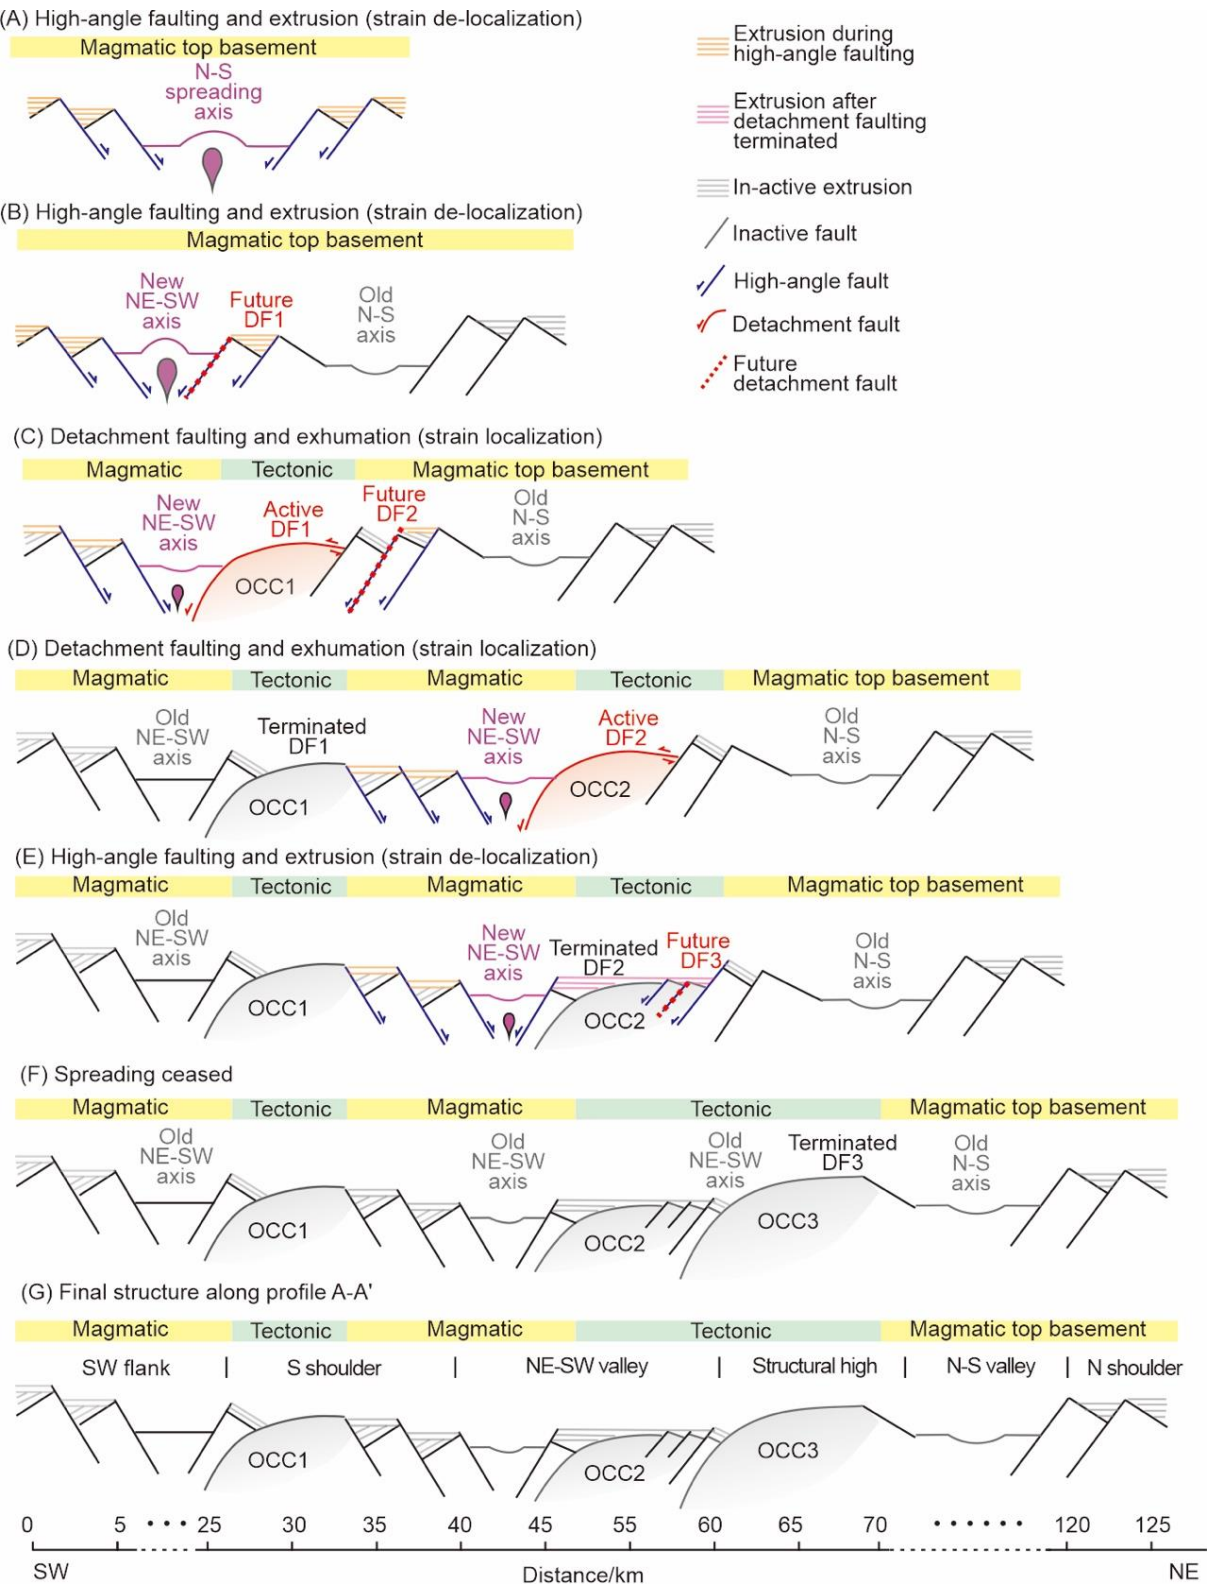 (A) High-angle faulting and extrusion (strain de-localization)
Magmatic top basement
N-S
spreading
axis
Extrusion during
high-angle faulting
Extrusion after
detachment faulting
terminated
In-active extrusion
Inactive fault
High-angle fault
Detachment fault
Future
detachment fault
(B) High-angle faulting and extrusion (strain de-localization)
Magmatic top basement
New
NE-SW
axis
Future
DF1
Old
N-S
axis
(C) Detachment faulting and exhumation (strain localization)
Magmatic
Tectonic
Magmatic top basement
New
NE-SW
axis
Active
DF1
Future
DF2
Old
N-S
axis
OCC1
(D) Detachment faulting and exhumation (strain localization)
Magmatic
Tectonic
Magmatic
Tectonic
Magmatic top basement
Old
NE-SW
axis
Terminated
DF1
New
NE-SW
axis
Active
DF2
Old
N-S
axis
OCC1
OCC2
(E) High-angle faulting and extrusion (strain de-localization)
Magmatic
Tectonic
Magmatic
Tectonic
Magmatic top basement
Old
NE-SW
axis
New
NE-SW
axis
Terminated
DF2
Future
DF3
Old
N-S
axis
OCC1
OCC2
(F) Spreading ceased
Magmatic
Tectonic
Magmatic
Tectonic
Magmatic top basement
Old
NE-SW
axis
Old
NE-SW
axis
Old
NE-SW
axis
Terminated
DF3
Old
N-S
axis
OCC1
OCC2
OCC3
(G) Final structure along profile A-A'
Magmatic
Tectonic
Magmatic
Tectonic
Magmatic top basement
SW flank | S shoulder | NE-SW valley | Structural high | N-S valley | N shoulder
OCC1
OCC2
OCC3
0 5 • • • 25 30 35 40 45 55 60 65 70 • • • • • • • 120 125
SW
Distance/km
NE